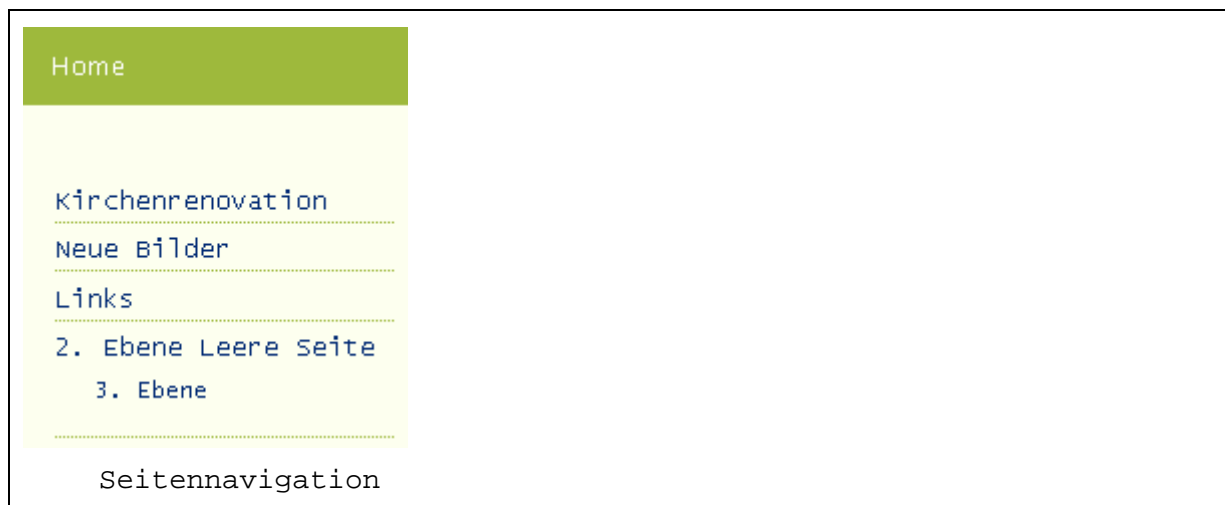 Home
Kirchenrenovation
Neue Bilder
Links
2. Ebene Leere Seite
3. Ebene
Seitennavigation